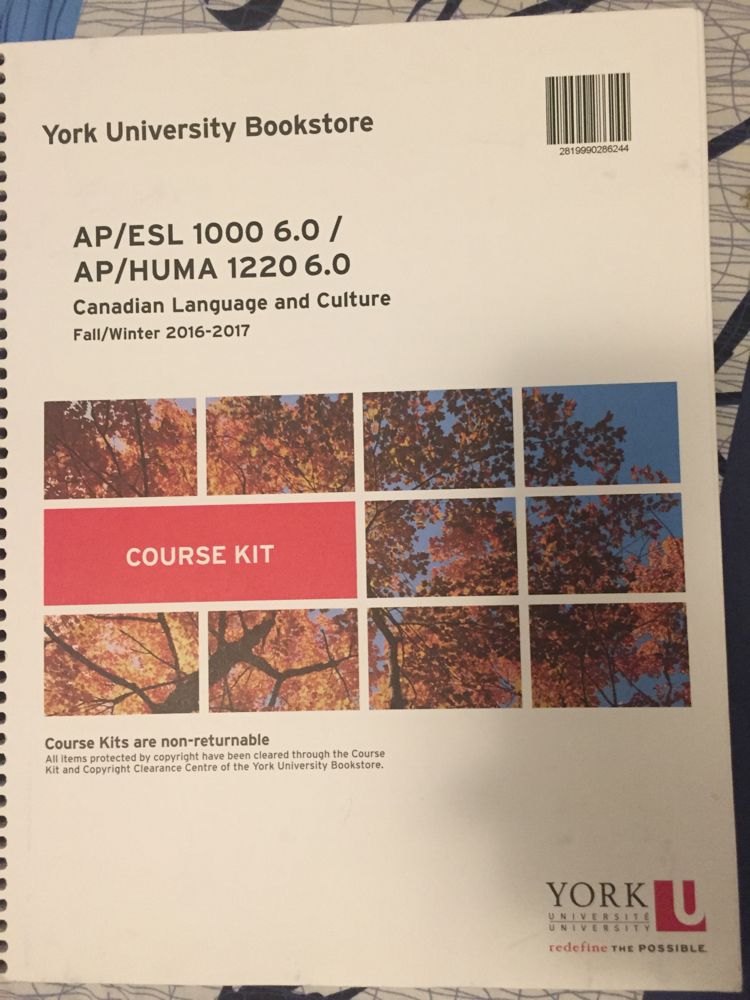 York University Bookstore
2819990286244
AP/ESL 1000 6.0 /
AP/HUMA 1220 6.0
Canadian Language and Culture
Fall/Winter 2016-2017
COURSE KIT
Course Kits are non-returnable
All items protected by copyright have been cleared through the Course
Kit and Copyright Clearance Centre of the York University Bookstore.
YORK U
UNIVERSITÉ
UNIVERSITY
redefine THE POSSIBLE.